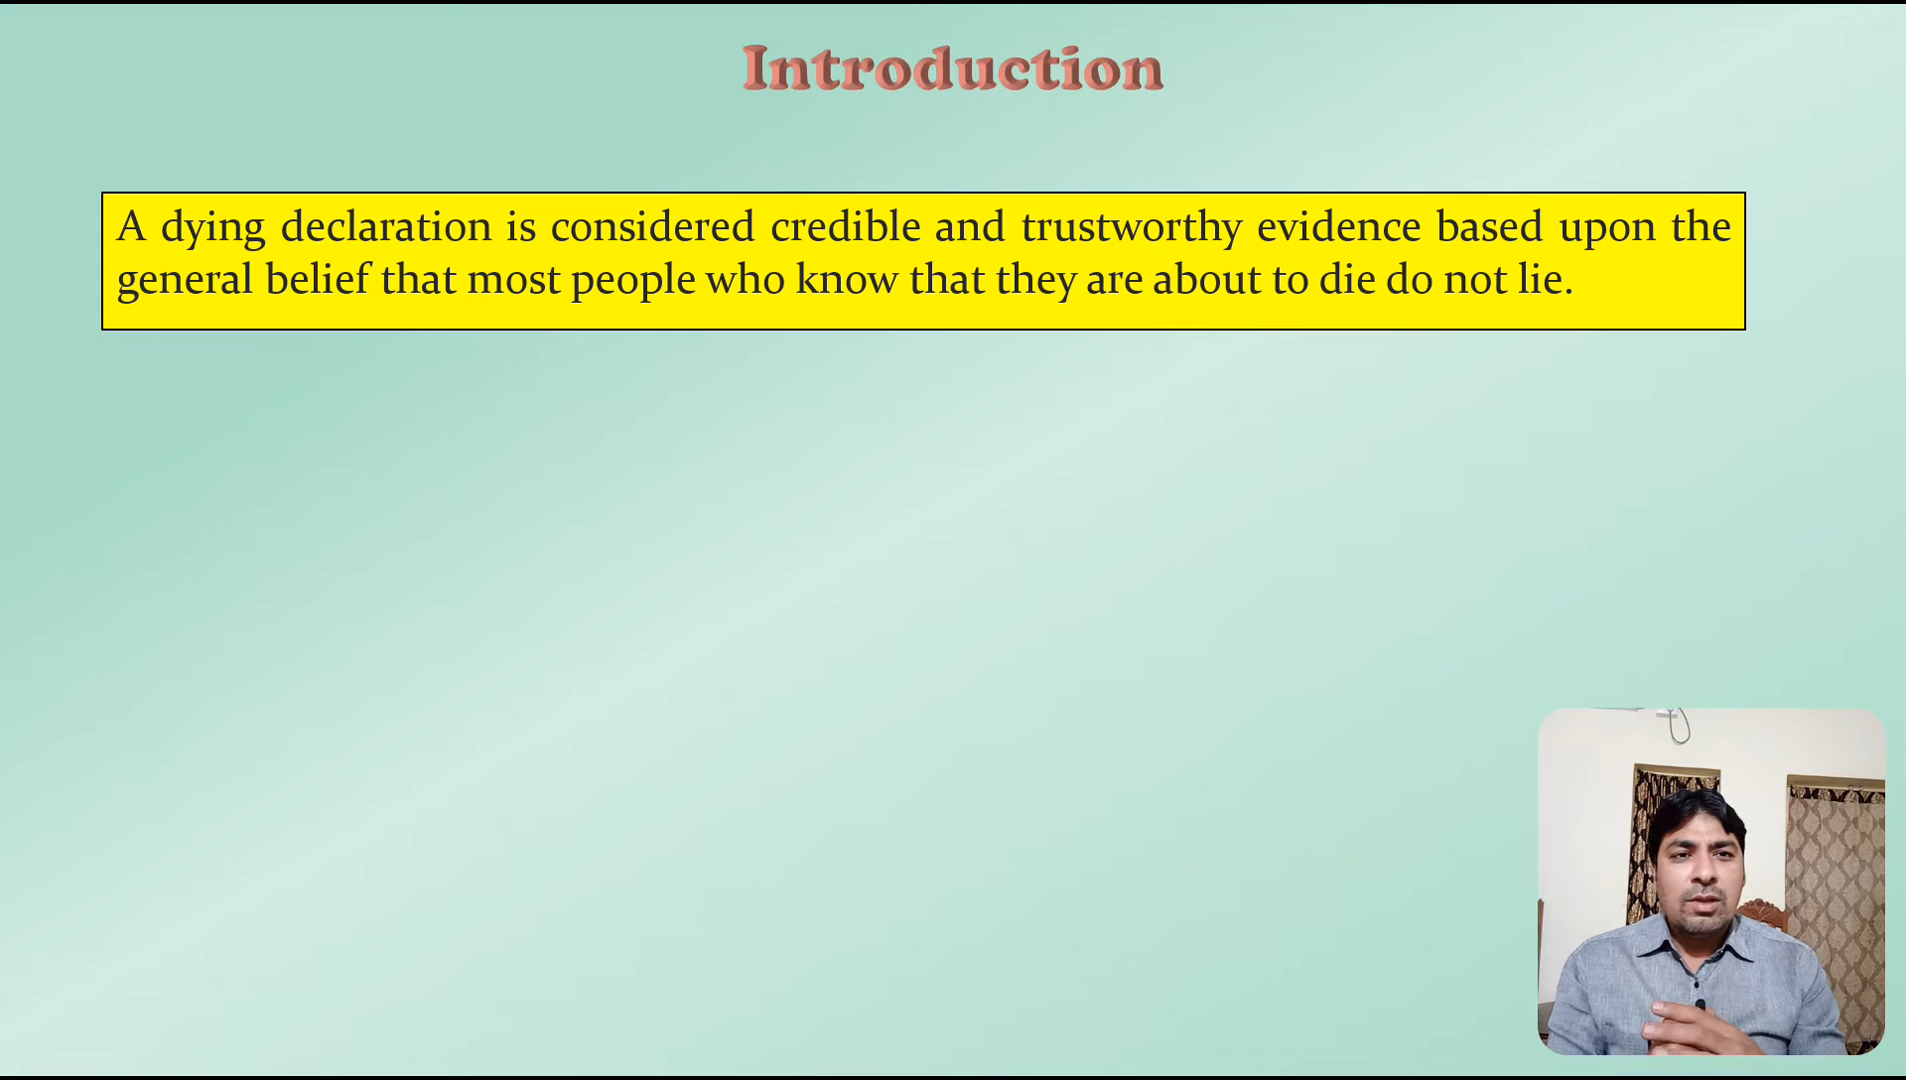 Introduction
A dying declaration is considered credible and trustworthy evidence based upon the
general belief that most people who know that they are about to die do not lie.